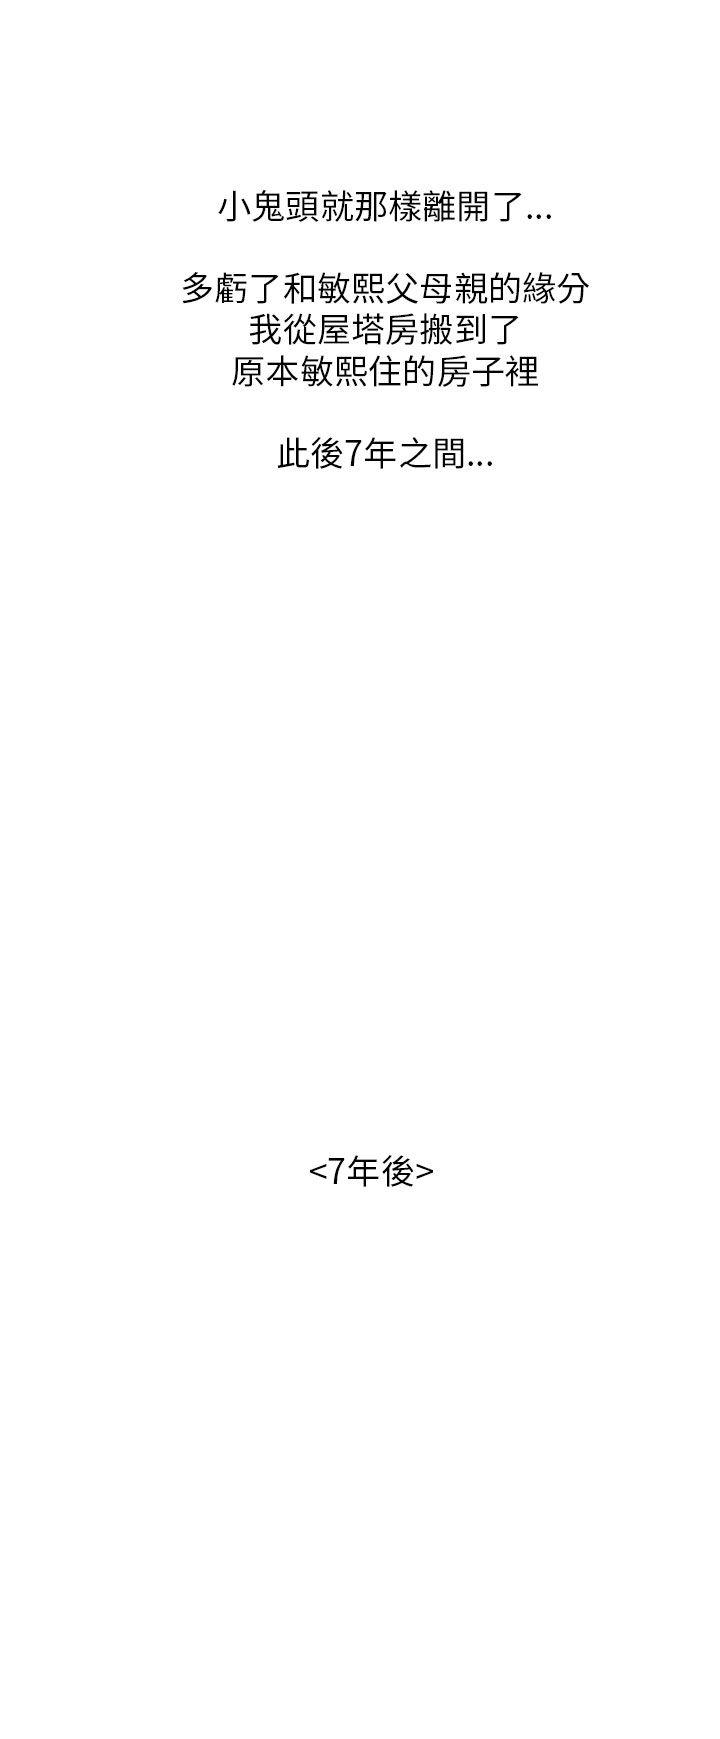 小鬼頭就那樣離開了...
多虧了和敏熙父母親的緣分
我從屋塔房搬到了
原本敏熙住的房子裡
此後7年之間...
<7年後>